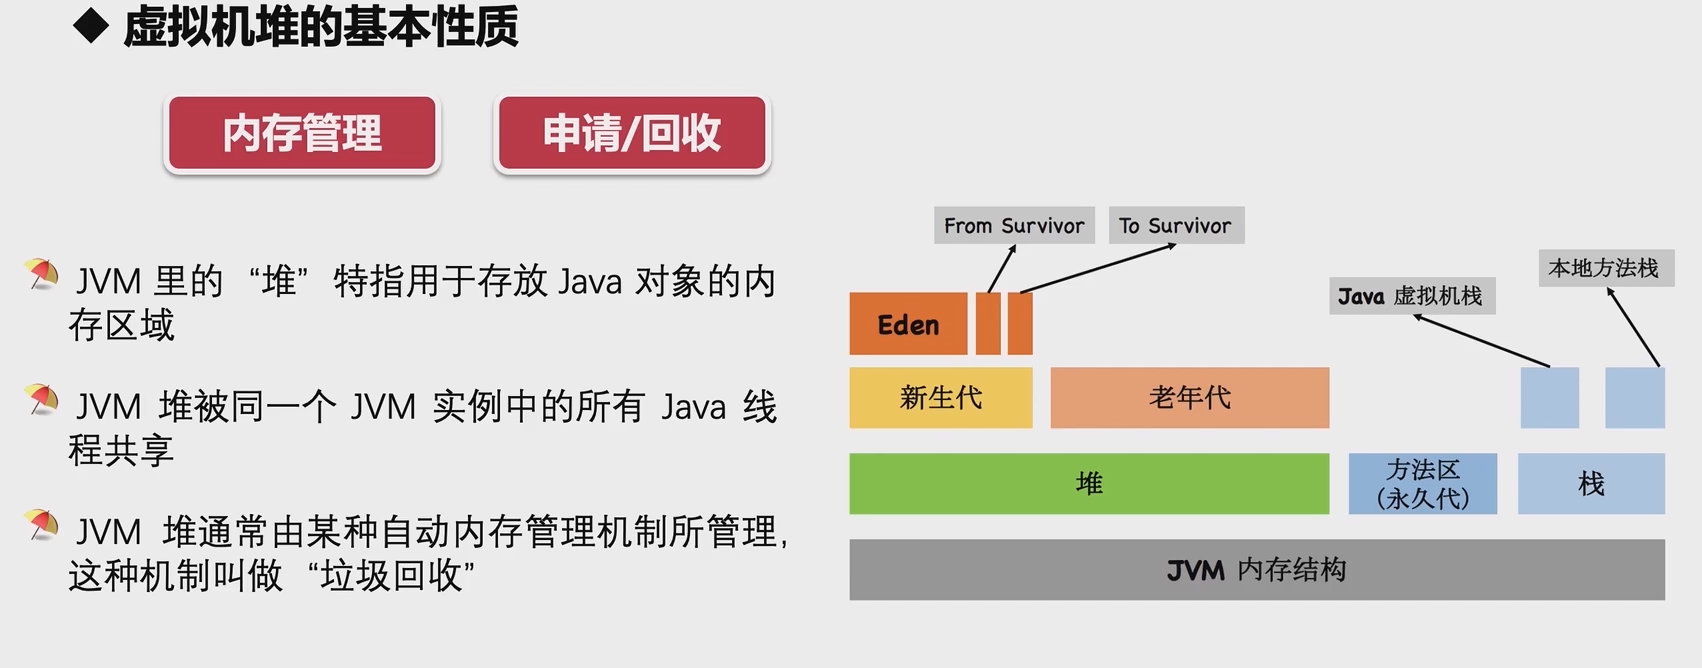 ◆ 虚拟机堆的基本性质
内存管理
申请/回收
JVM 里的 “堆” 特指用于存放 Java 对象的内
存区域
JVM 堆被同一个 JVM 实例中的所有 Java 线
程共享
JVM 堆通常由某种自动内存管理机制所管理,
这种机制叫做 “垃圾回收”
From Survivor
To Survivor
本地方法栈
Java 虚拟机栈
Eden
新生代
老年代
堆
方法区
(永久代)
栈
JVM 内存结构